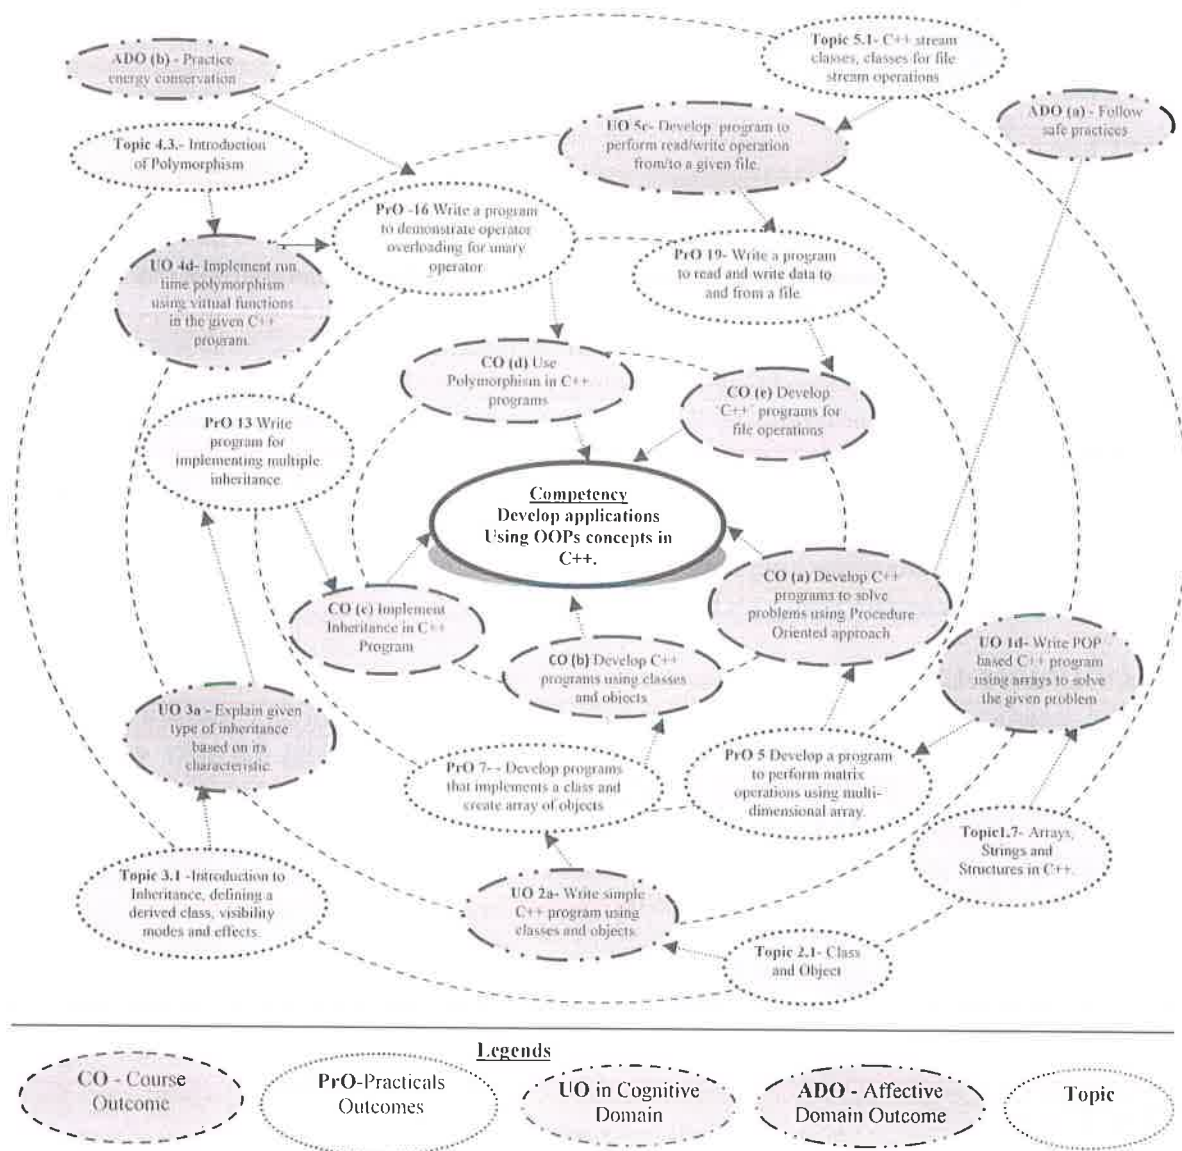 Topic 5.1- C++ stream
classes, classes for file
stream operations
ADO (b) - Practice
energy conservation
ADO (a) - Follow
safe practices
UO 5c- Develop program to
perform read/write operation
from/to a given file.
Topic 4.3.- Introduction
of Polymorphism
PrO -16 Write a program
to demonstrate operator
overloading for unary
operator
PrO 19- Write a program
to read and write data to
and from a file.
UO 4d- Implement run
time polymorphism
using virtual functions
in the given C++
program.
CO (d) Use
Polymorphism in C++
programs
CO (e) Develop
'C++' programs for
file operations
PrO 13 Write
program for
implementing multiple
inheritance.
Competency
Develop applications
Using OOPs concepts in
C++.
CO (a) Develop C++
programs to solve
problems using Procedure
Oriented approach
CO (c) Implement
Inheritance in C++
Program
CO (b) Develop C++
programs using classes
and objects
UO 1d- Write POP
based C++ program
using arrays to solve
the given problem
UO 3a - Explain given
type of inheritance
based on its
characteristic.
PrO 7- - Develop programs
that implements a class and
create array of objects
PrO 5 Develop a program
to perform matrix
operations using multi-
dimensional array.
Topic1.7- Arrays,
Strings and
Structures in C++.
Topic 3.1 -Introduction to
Inheritance, defining a
derived class, visibility
modes and effects.
UO 2a- Write simple
C++ program using
classes and objects.
Topic 2.1- Class
and Object
Legends
CO - Course
Outcome
PrO-Practicals
Outcomes
UO in Cognitive
Domain
ADO - Affective
Domain Outcome
Topic